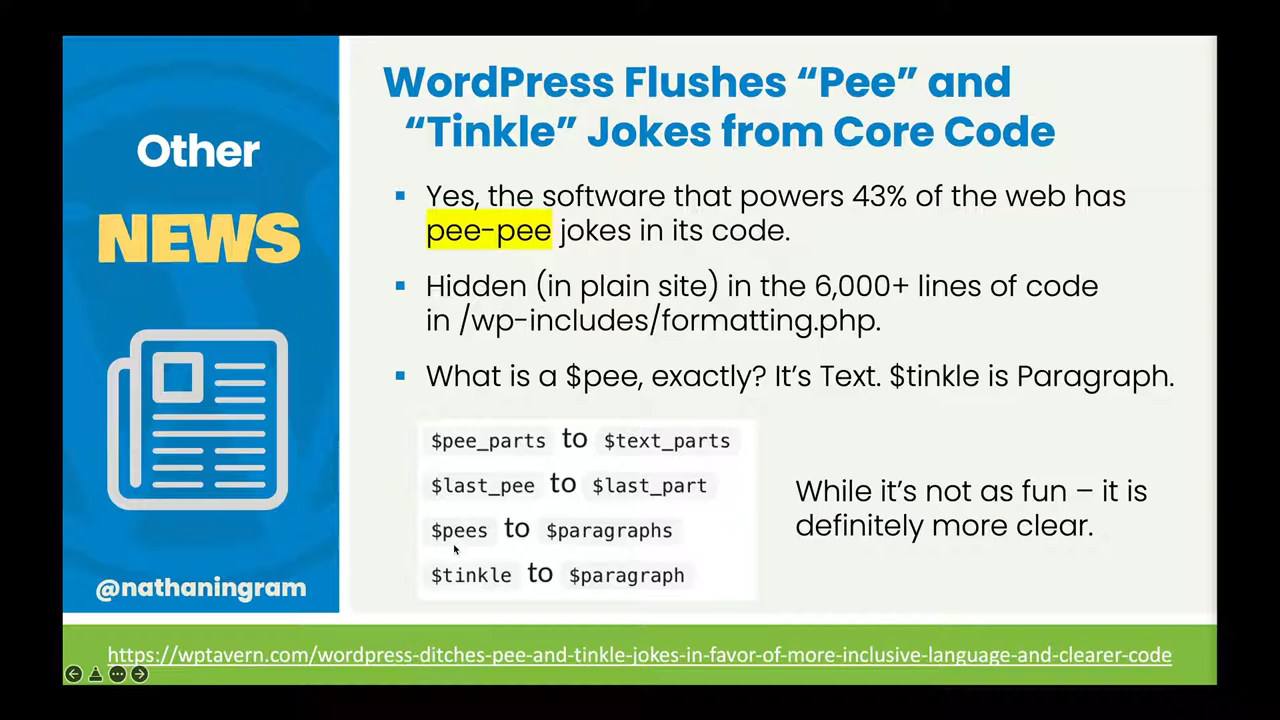 Other
NEWS
@nathaningram
WordPress Flushes “Pee” and
“Tinkle” Jokes from Core Code
▪ Yes, the software that powers 43% of the web has
pee-pee jokes in its code.
▪ Hidden (in plain site) in the 6,000+ lines of code
in /wp-includes/formatting.php.
▪ What is a $pee, exactly? It’s Text. $tinkle is Paragraph.
$pee_parts to $text_parts
$last_pee to $last_part
$pees to $paragraphs
$tinkle to $paragraph
While it’s not as fun – it is
definitely more clear.
https://wptavern.com/wordpress-ditches-pee-and-tinkle-jokes-in-favor-of-more-inclusive-language-and-clearer-code